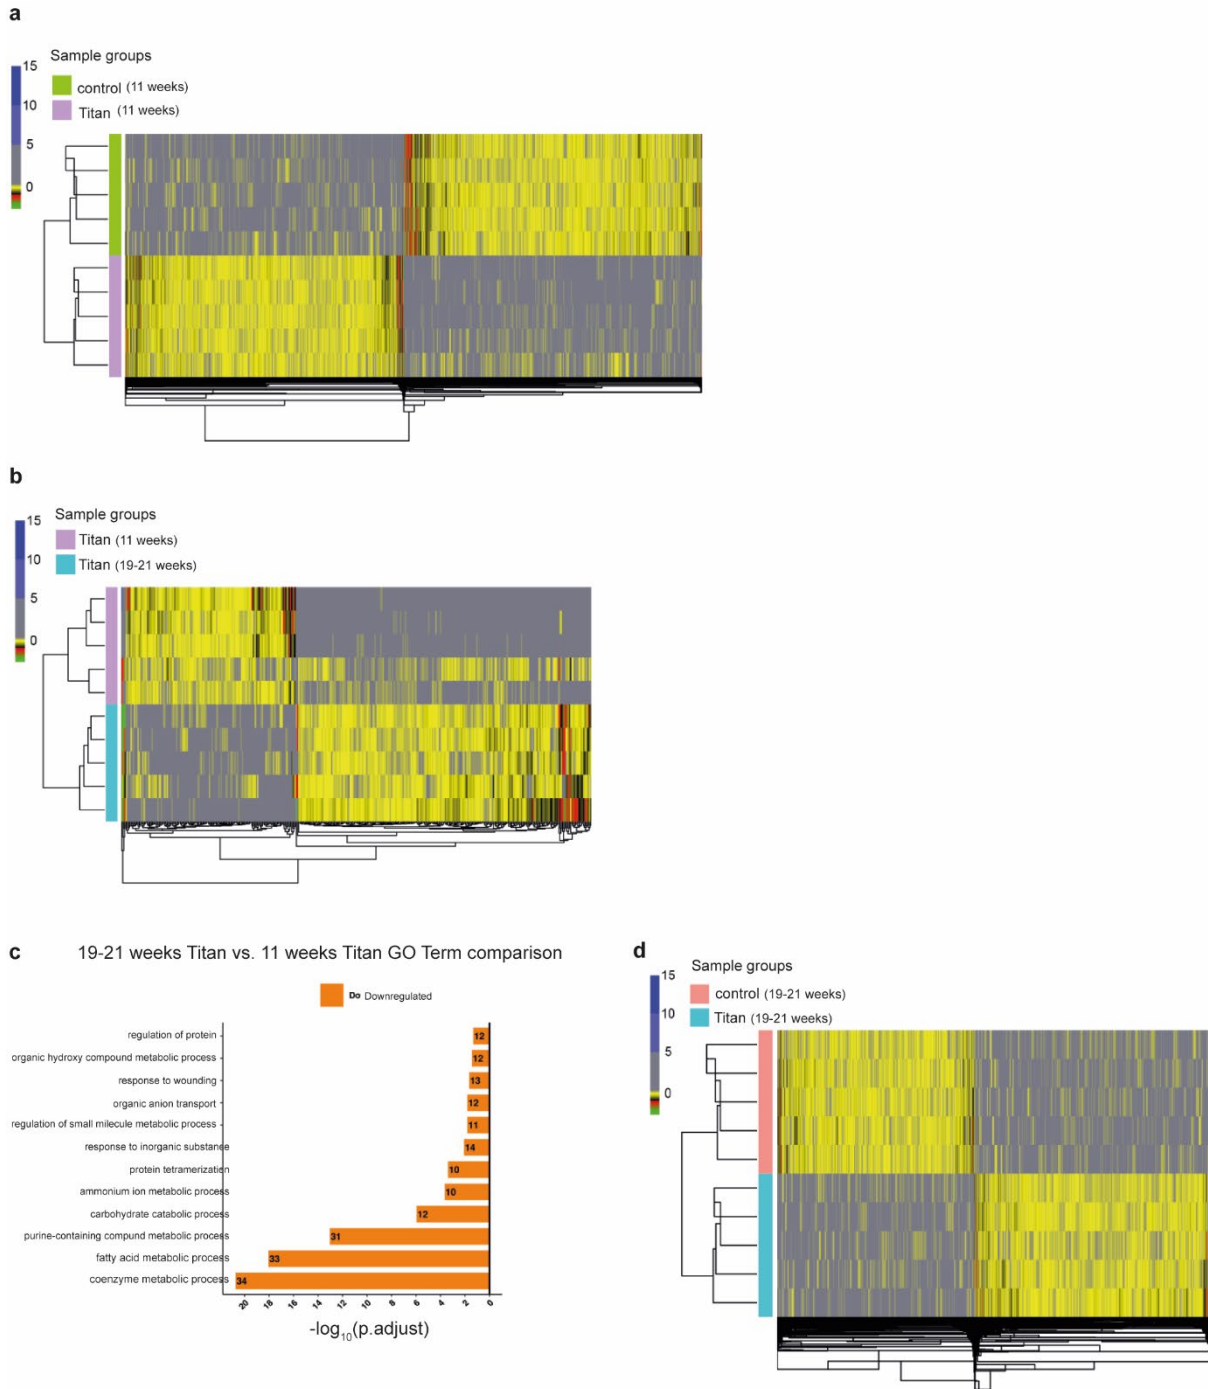 a
Sample groups
control (11 weeks)
Titan (11 weeks)
15
10
5
0
b
Sample groups
Titan (11 weeks)
Titan (19-21 weeks)
15
10
5
0
c
19-21 weeks Titan vs. 11 weeks Titan GO Term comparison
Do Downregulated
regulation of protein 12
organic hydroxy compound metabolic process 12
response to wounding 13
organic anion transport 12
regulation of small milecule metabolic process 11
response to inorganic substance 14
protein tetramerization 10
ammonium ion metabolic process 10
carbohydrate catabolic process 12
purine-containing compund metabolic process 31
fatty acid metabolic process 33
coenzyme metabolic process 34
20 18 16 14 12 10 8 6 4 2 0
-log10(p.adjust)
d
Sample groups
control (19-21 weeks)
Titan (19-21 weeks)
15
10
5
0